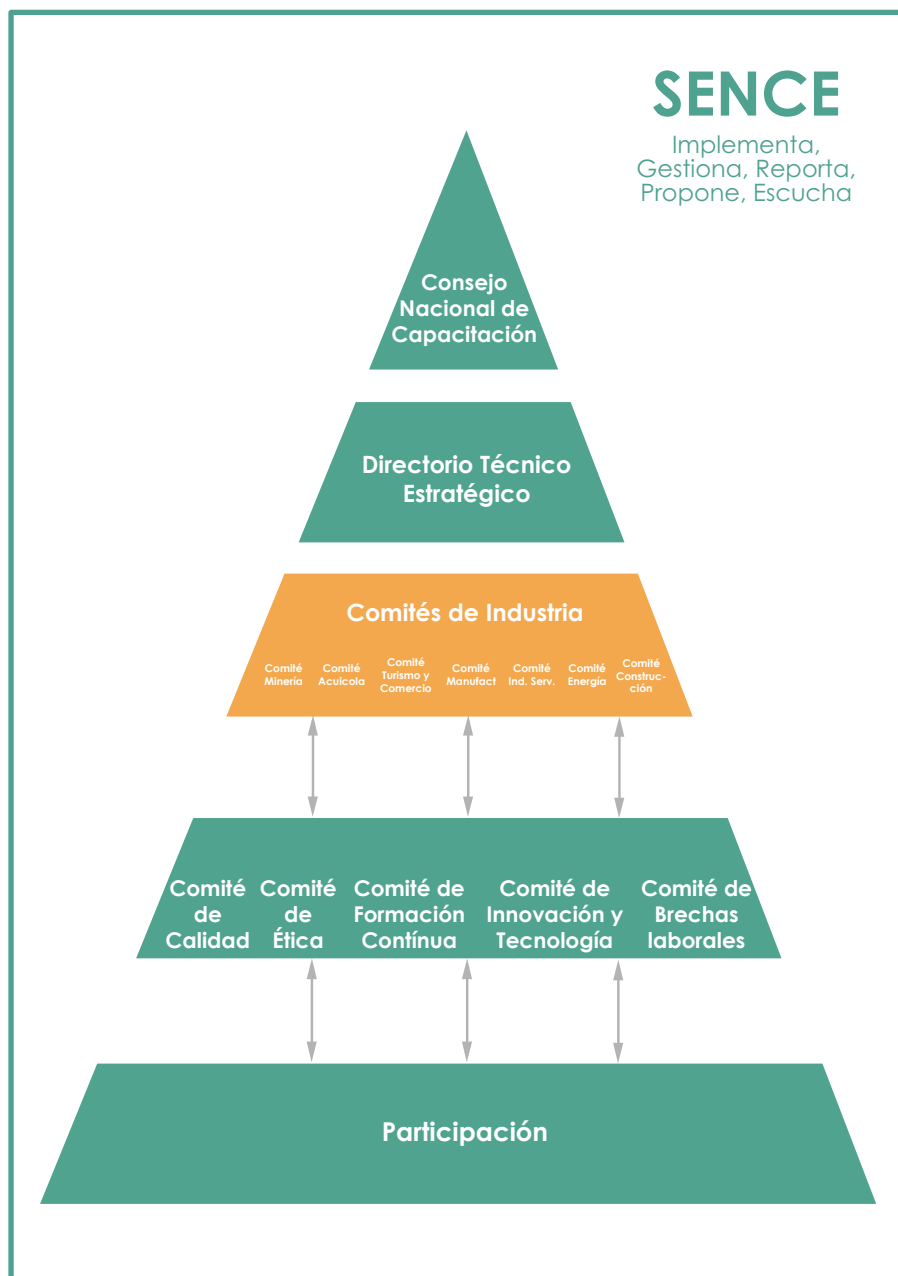 SENCE
Implementa,
Gestiona, Reporta,
Propone, Escucha
Consejo
Nacional de
Capacitación
Directorio Técnico
Estratégico
Comités de Industria
Comité
Minería
Comité
Acuicola
Comité
Turismo y
Comercio
Comité
Manufact
Comité
Ind. Serv.
Comité
Energía
Comité
Construc-
ción
Comité
de
Calidad
Comité
de
Ética
Comité de
Formación
Contínua
Comité de
Innovación y
Tecnología
Comité de
Brechas
laborales
Participación